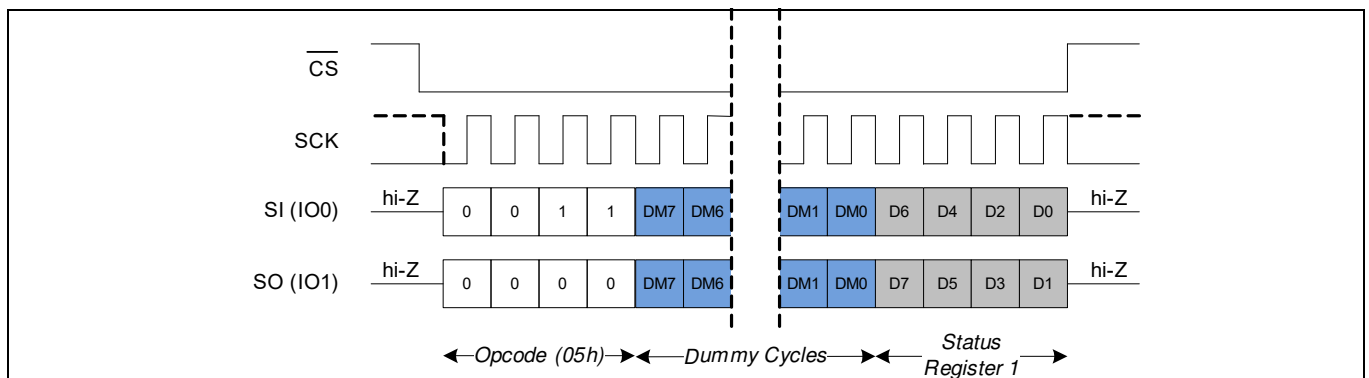 CS
SCK
hi-Z
SI (IO0)
0 0 1 1 DM7 DM6 DM1 DM0 D6 D4 D2 D0
hi-Z
hi-Z
SO (IO1)
0 0 0 0 DM7 DM6 DM1 DM0 D7 D5 D3 D1
hi-Z
Opcode (05h)
Dummy Cycles
Status
Register 1